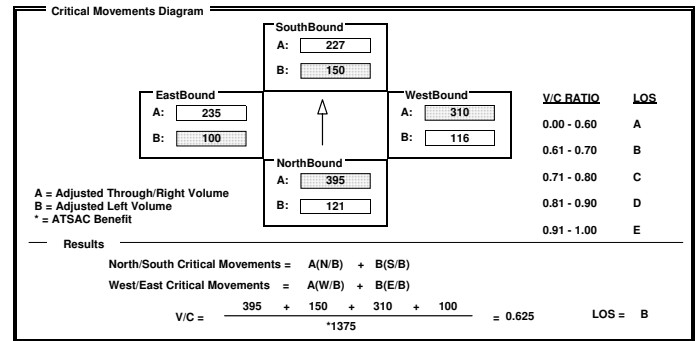 Critical Movements Diagram
SouthBound
A: 227
B: 150
EastBound
A: 235
B: 100
WestBound
A: 310
B: 116
NorthBound
A: 395
B: 121
V/C RATIO LOS
0.00 - 0.60 A
0.61 - 0.70 B
0.71 - 0.80 C
0.81 - 0.90 D
0.91 - 1.00 E
A = Adjusted Through/Right Volume
B = Adjusted Left Volume
* = ATSAC Benefit
Results
North/South Critical Movements = A(N/B) + B(S/B)
West/East Critical Movements = A(W/B) + B(E/B)
V/C = 395 + 150 + 310 + 100 = 0.625 LOS = B
*1375